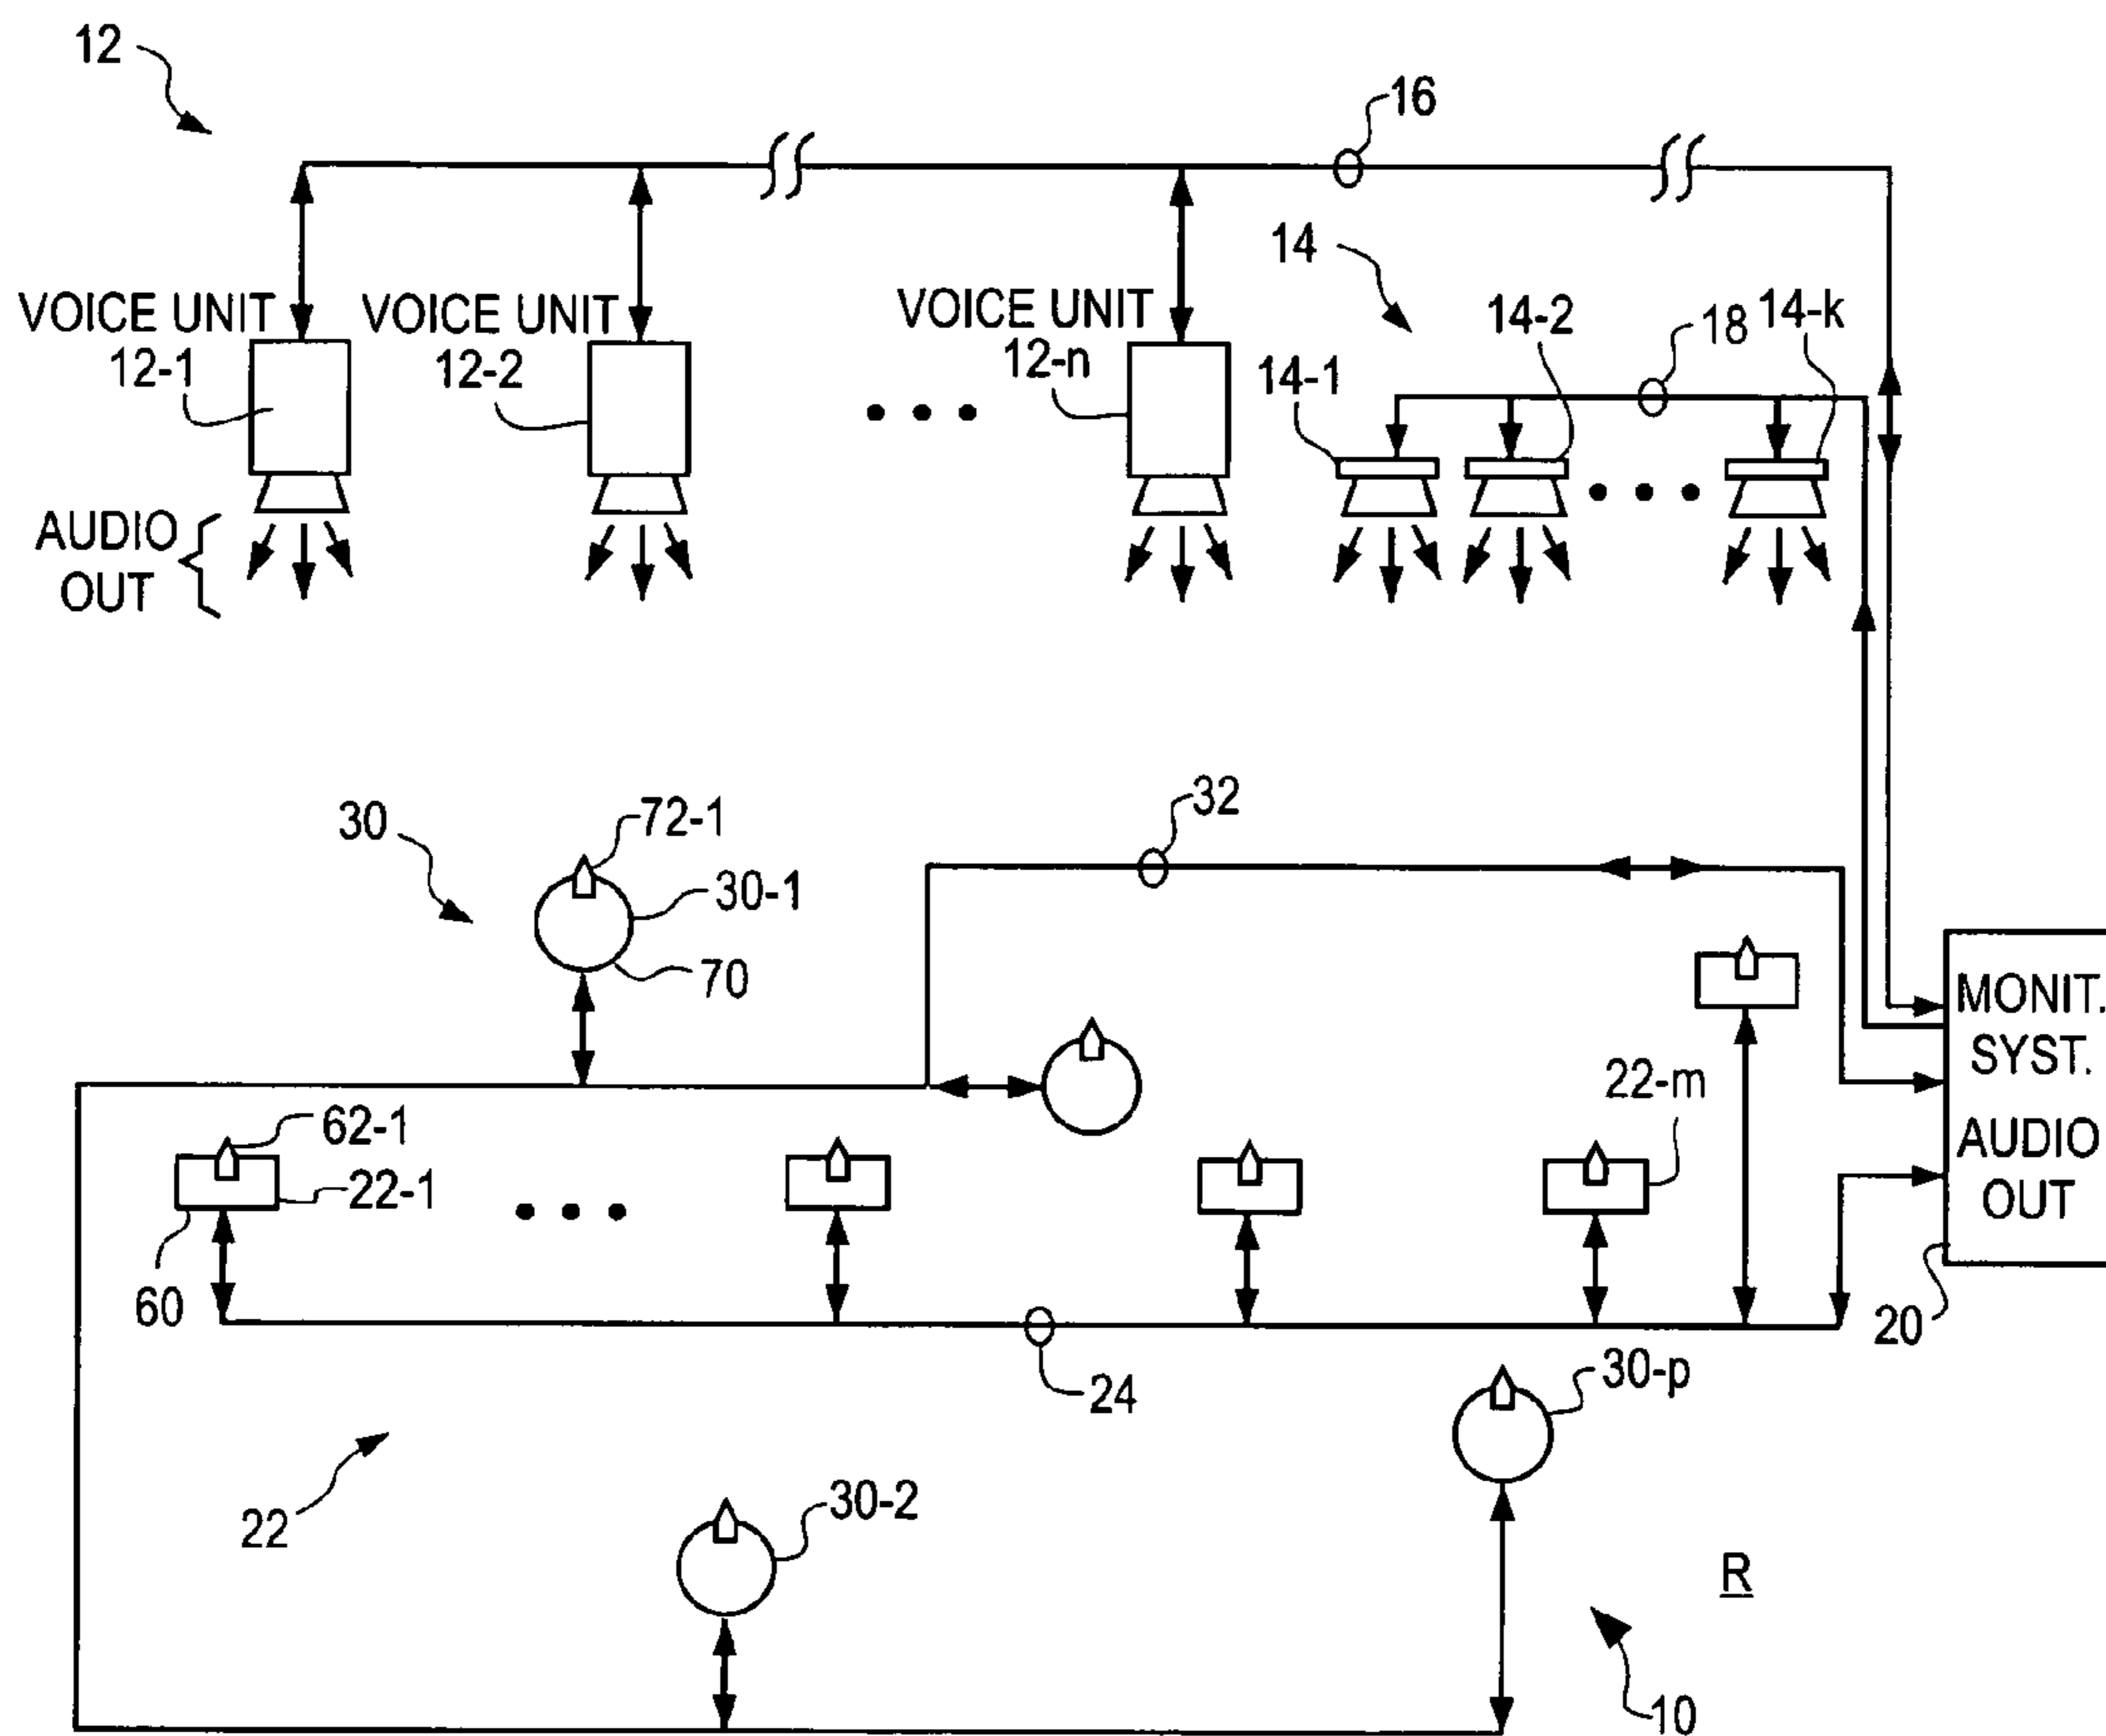 12
16
14
VOICE UNIT
12-1
VOICE UNIT
12-2
VOICE UNIT
12-n
14-1
14-2
18
14-k
AUDIO
OUT
32
30
72-1
30-1
70
MONIT.
SYST.
AUDIO
OUT
22-m
62-1
22-1
60
20
24
30-p
22
30-2
R
10